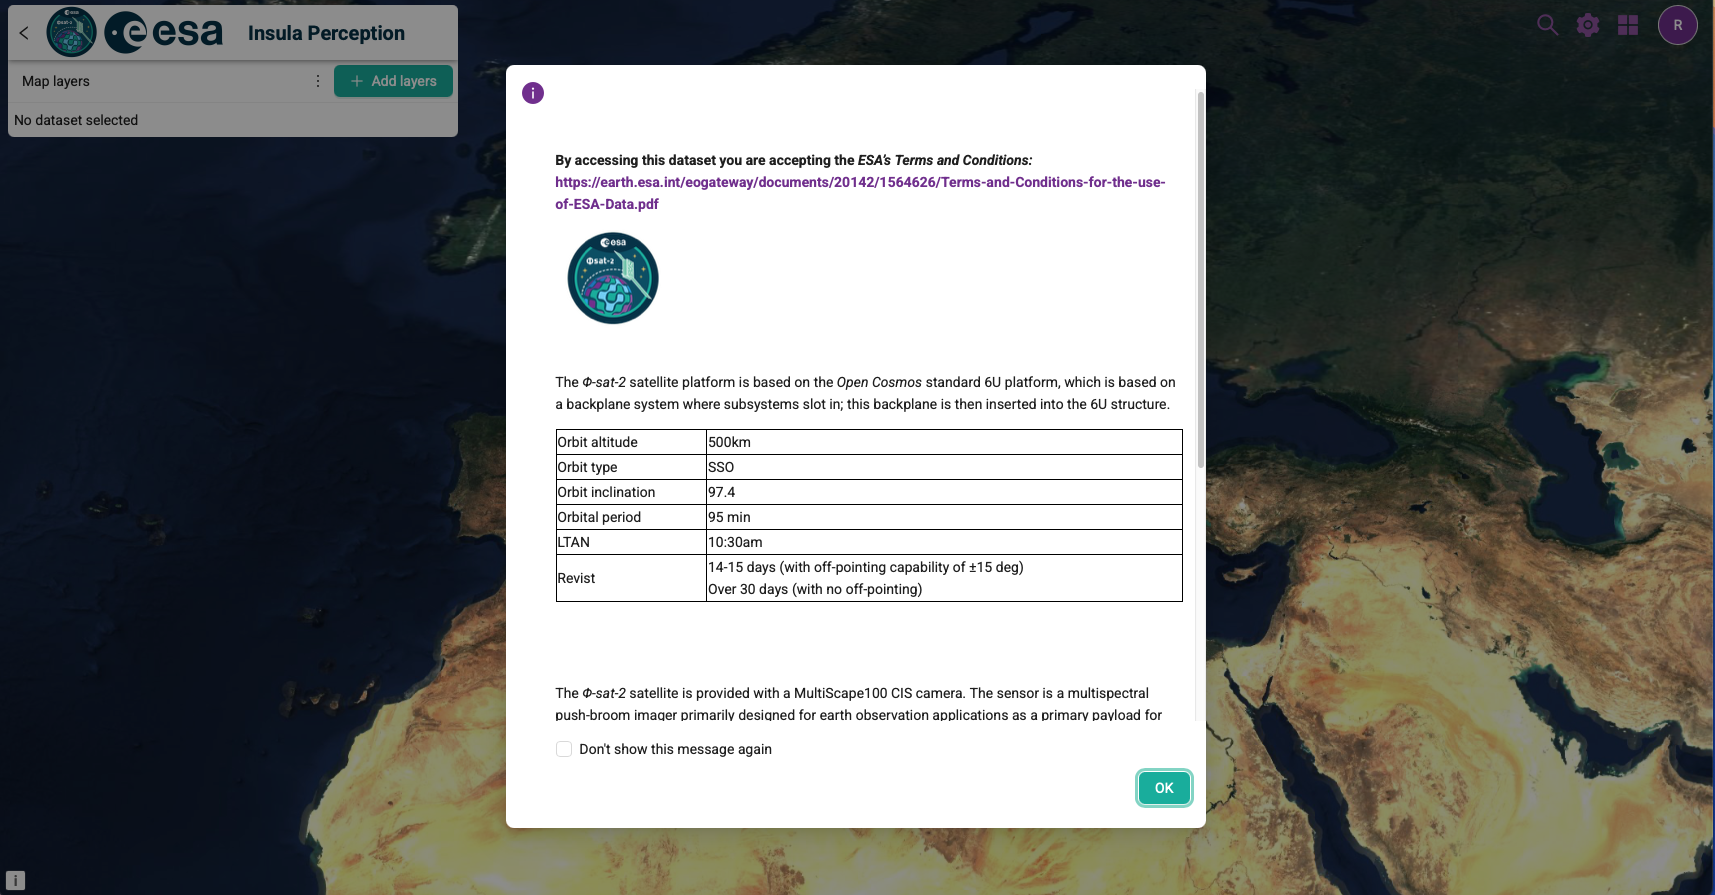 esa
Insula Perception
Map layers
Add layers
No dataset selected
R
i
By accessing this dataset you are accepting the ESA's Terms and Conditions:
https://earth.esa.int/eogateway/documents/20142/1564626/Terms-and-Conditions-for-the-use-
of-ESA-Data.pdf
esa
Φsat-2
The Φ-sat-2 satellite platform is based on the Open Cosmos standard 6U platform, which is based on
a backplane system where subsystems slot in; this backplane is then inserted into the 6U structure.
Orbit altitude 500km
Orbit type SSO
Orbit inclination 97.4
Orbital period 95 min
LTAN 10:30am
Revist 14-15 days (with off-pointing capability of ±15 deg)
Over 30 days (with no off-pointing)
The Φ-sat-2 satellite is provided with a MultiScape100 CIS camera. The sensor is a multispectral
push-broom imager primarily designed for earth observation applications as a primary payload for
Don't show this message again
OK
i